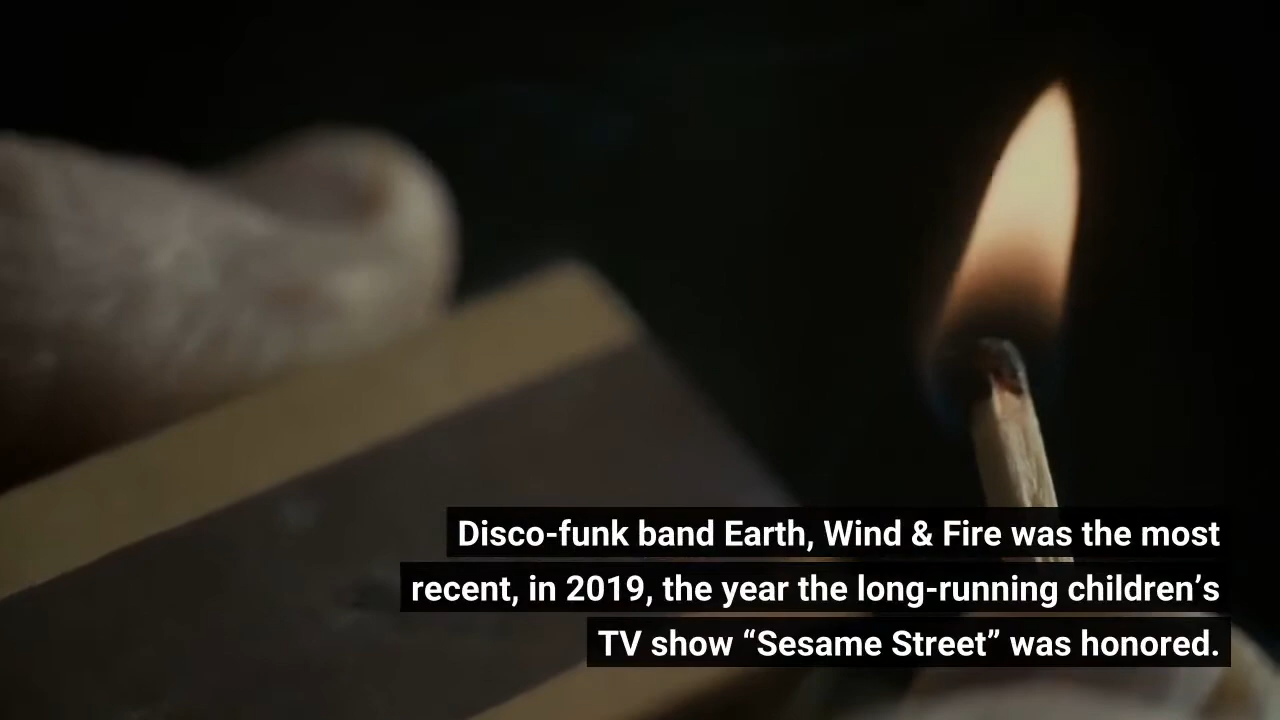 Disco-funk band Earth, Wind & Fire was the most
recent, in 2019, the year the long-running children’s
TV show “Sesame Street” was honored.